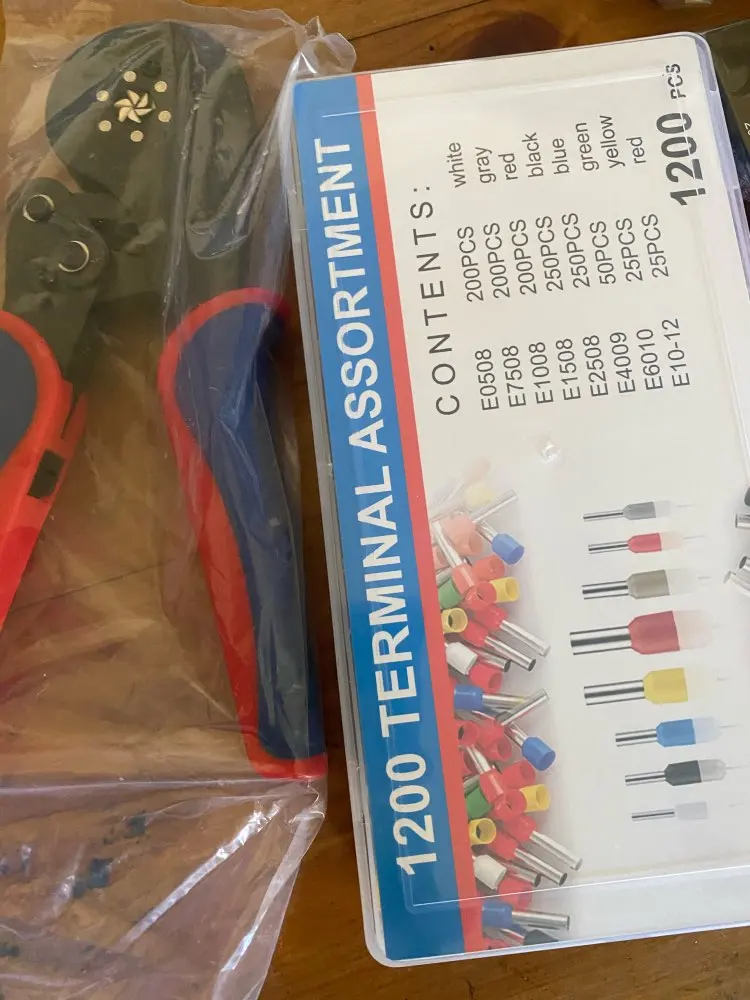 1200 TERMINAL ASSORTMENT
CONTENTS:
E0508 200PCS white
E7508 200PCS gray
E1008 200PCS red
E1508 250PCS black
E2508 250PCS blue
E4009 50PCS green
E6010 25PCS yellow
E10-12 25PCS red
1200 PCS